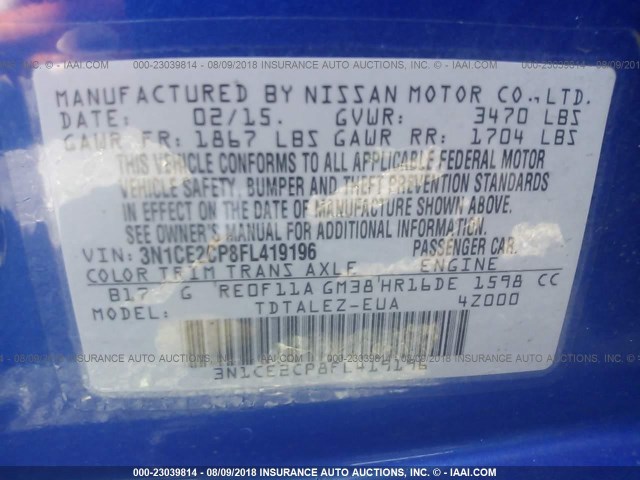 © - IAAI.com 000-23039814 - 08/09/2018 - INSURANCE AUTO AUCTIONS, INC. - © IAAI.com 000-
MANUFACTURED BY NISSAN MOTOR CO.,LTD.
DATE: 02/15. GVWR: 3470 LBS
GAWR FR: 1867 LBS GAWR RR: 1704 LBS
THIS VEHICLE CONFORMS TO ALL APPLICABLE FEDERAL MOTOR
VEHICLE SAFETY, BUMPER AND THEFT PREVENTION STANDARDS
IN EFFECT ON THE DATE OF MANUFACTURE SHOWN ABOVE.
SEE OWNER'S MANUAL FOR ADDITIONAL INFORMATION.
VIN: 3N1CE2CP8FL419196 PASSENGER CAR.
COLOR TRIM TRANS AXLE ENGINE
B17 G RE0F11A GM38 HR16DE 1598 CC
MODEL: TDTALEZ-EUA 4Z000
3N1CE2CP8FL419196
000-23039814 - 08/09/2018 - INSURANCE AUTO AUCTIONS, INC. - © IAAI.com